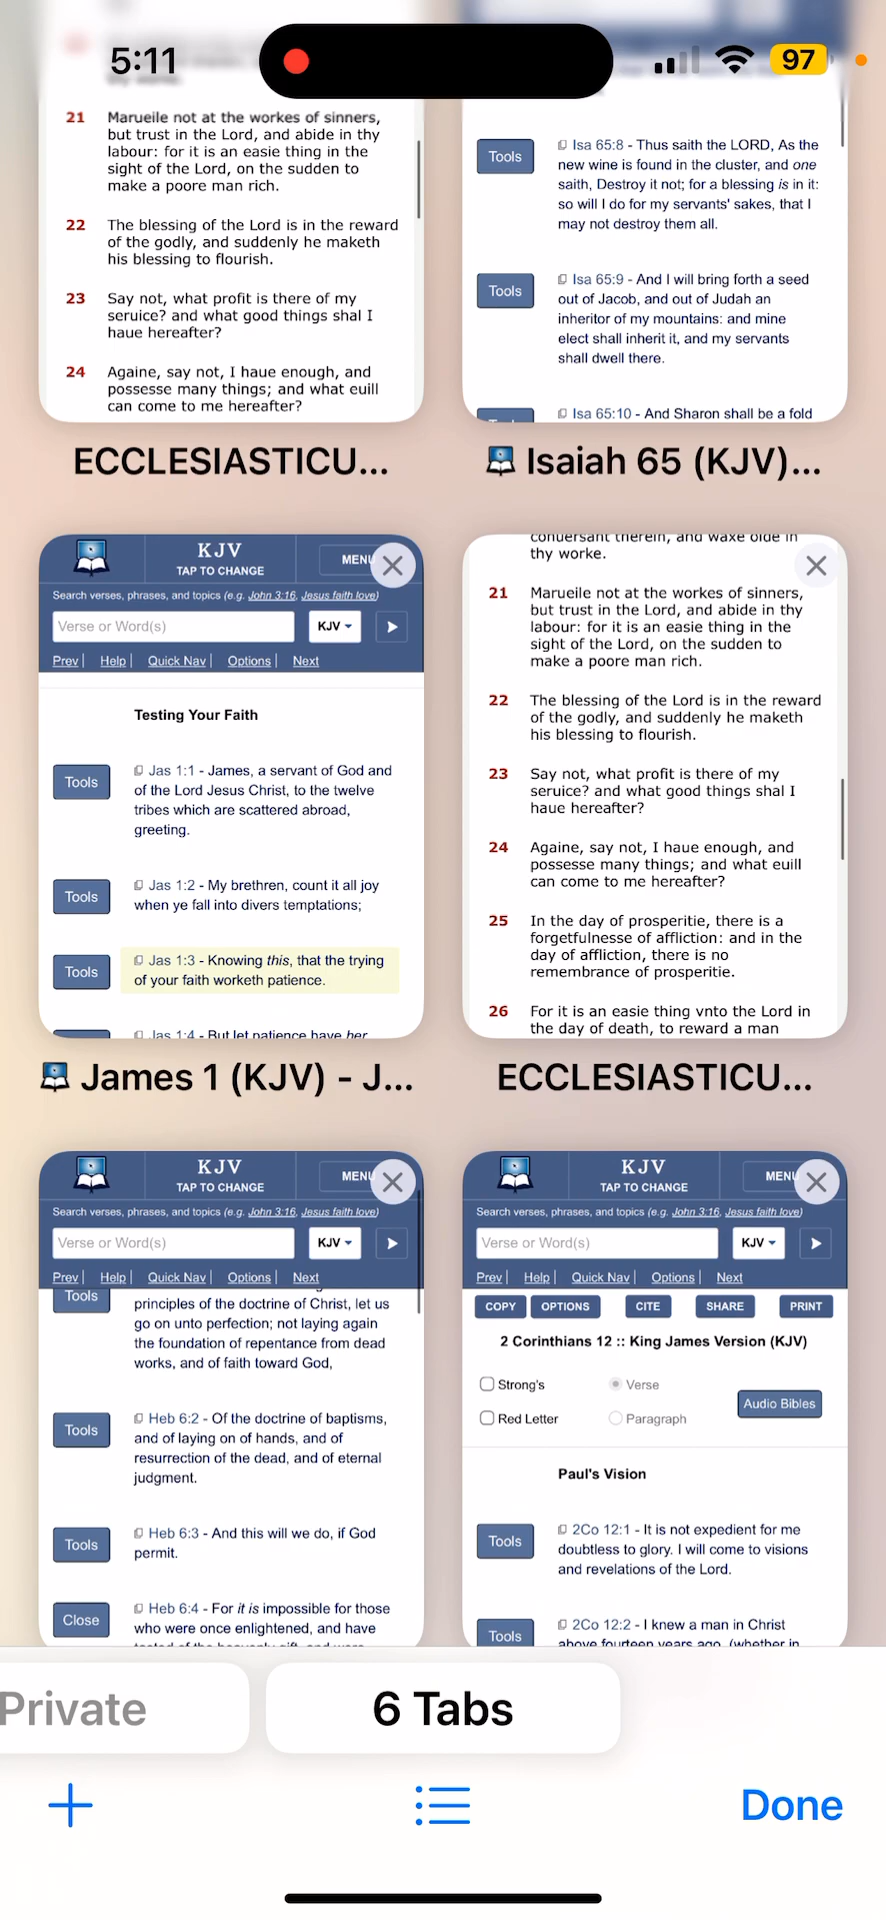 5:11
97
21 Marueile not at the workes of sinners,
but trust in the Lord, and abide in thy
labour: for it is an easie thing in the
sight of the Lord, on the sudden to
make a poore man rich.
22 The blessing of the Lord is in the reward
of the godly, and suddenly he maketh
his blessing to flourish.
23 Say not, what profit is there of my
seruice? and what good things shal I
haue hereafter?
24 Againe, say not, I haue enough, and
possesse many things; and what euill
can come to me hereafter?
ECCLESIASTICU...
Tools
Isa 65:8 - Thus saith the LORD, As the
new wine is found in the cluster, and one
saith, Destroy it not; for a blessing is in it:
so will I do for my servants' sakes, that I
may not destroy them all.
Tools
Isa 65:9 - And I will bring forth a seed
out of Jacob, and out of Judah an
inheritor of my mountains: and mine
elect shall inherit it, and my servants
shall dwell there.
Isa 65:10 - And Sharon shall be a fold
Isaiah 65 (KJV)...
KJV
TAP TO CHANGE
MENU
Search verses, phrases, and topics (e.g. John 3:16, Jesus faith love)
Verse or Word(s)
KJV
Prev | Help | Quick Nav | Options | Next
Testing Your Faith
Tools
Jas 1:1 - James, a servant of God and
of the Lord Jesus Christ, to the twelve
tribes which are scattered abroad,
greeting.
Tools
Jas 1:2 - My brethren, count it all joy
when ye fall into divers temptations;
Tools
Jas 1:3 - Knowing this, that the trying
of your faith worketh patience.
Jas 1:4 - But let patience have her
James 1 (KJV) - J...
conuersant therein, and waxe olde in
thy worke.
21 Marueile not at the workes of sinners,
but trust in the Lord, and abide in thy
labour: for it is an easie thing in the
sight of the Lord, on the sudden to
make a poore man rich.
22 The blessing of the Lord is in the reward
of the godly, and suddenly he maketh
his blessing to flourish.
23 Say not, what profit is there of my
seruice? and what good things shal I
haue hereafter?
24 Againe, say not, I haue enough, and
possesse many things; and what euill
can come to me hereafter?
25 In the day of prosperitie, there is a
forgetfulnesse of affliction: and in the
day of affliction, there is no
remembrance of prosperitie.
26 For it is an easie thing vnto the Lord in
the day of death, to reward a man
ECCLESIASTICU...
KJV
TAP TO CHANGE
MENU
Search verses, phrases, and topics (e.g. John 3:16, Jesus faith love)
Verse or Word(s)
KJV
Prev | Help | Quick Nav | Options | Next
Tools
principles of the doctrine of Christ, let us
go on unto perfection; not laying again
the foundation of repentance from dead
works, and of faith toward God,
Tools
Heb 6:2 - Of the doctrine of baptisms,
and of laying on of hands, and of
resurrection of the dead, and of eternal
judgment.
Tools
Heb 6:3 - And this will we do, if God
permit.
Close
Heb 6:4 - For it is impossible for those
who were once enlightened, and have
KJV
TAP TO CHANGE
MENU
Search verses, phrases, and topics (e.g. John 3:16, Jesus faith love)
Verse or Word(s)
KJV
Prev | Help | Quick Nav | Options | Next
COPY OPTIONS CITE SHARE PRINT
2 Corinthians 12 :: King James Version (KJV)
Strong's Verse
Red Letter Paragraph
Audio Bibles
Paul's Vision
Tools
2Co 12:1 - It is not expedient for me
doubtless to glory. I will come to visions
and revelations of the Lord.
Tools
2Co 12:2 - I knew a man in Christ
above fourteen years ago, (whether in
Private
6 Tabs
Done